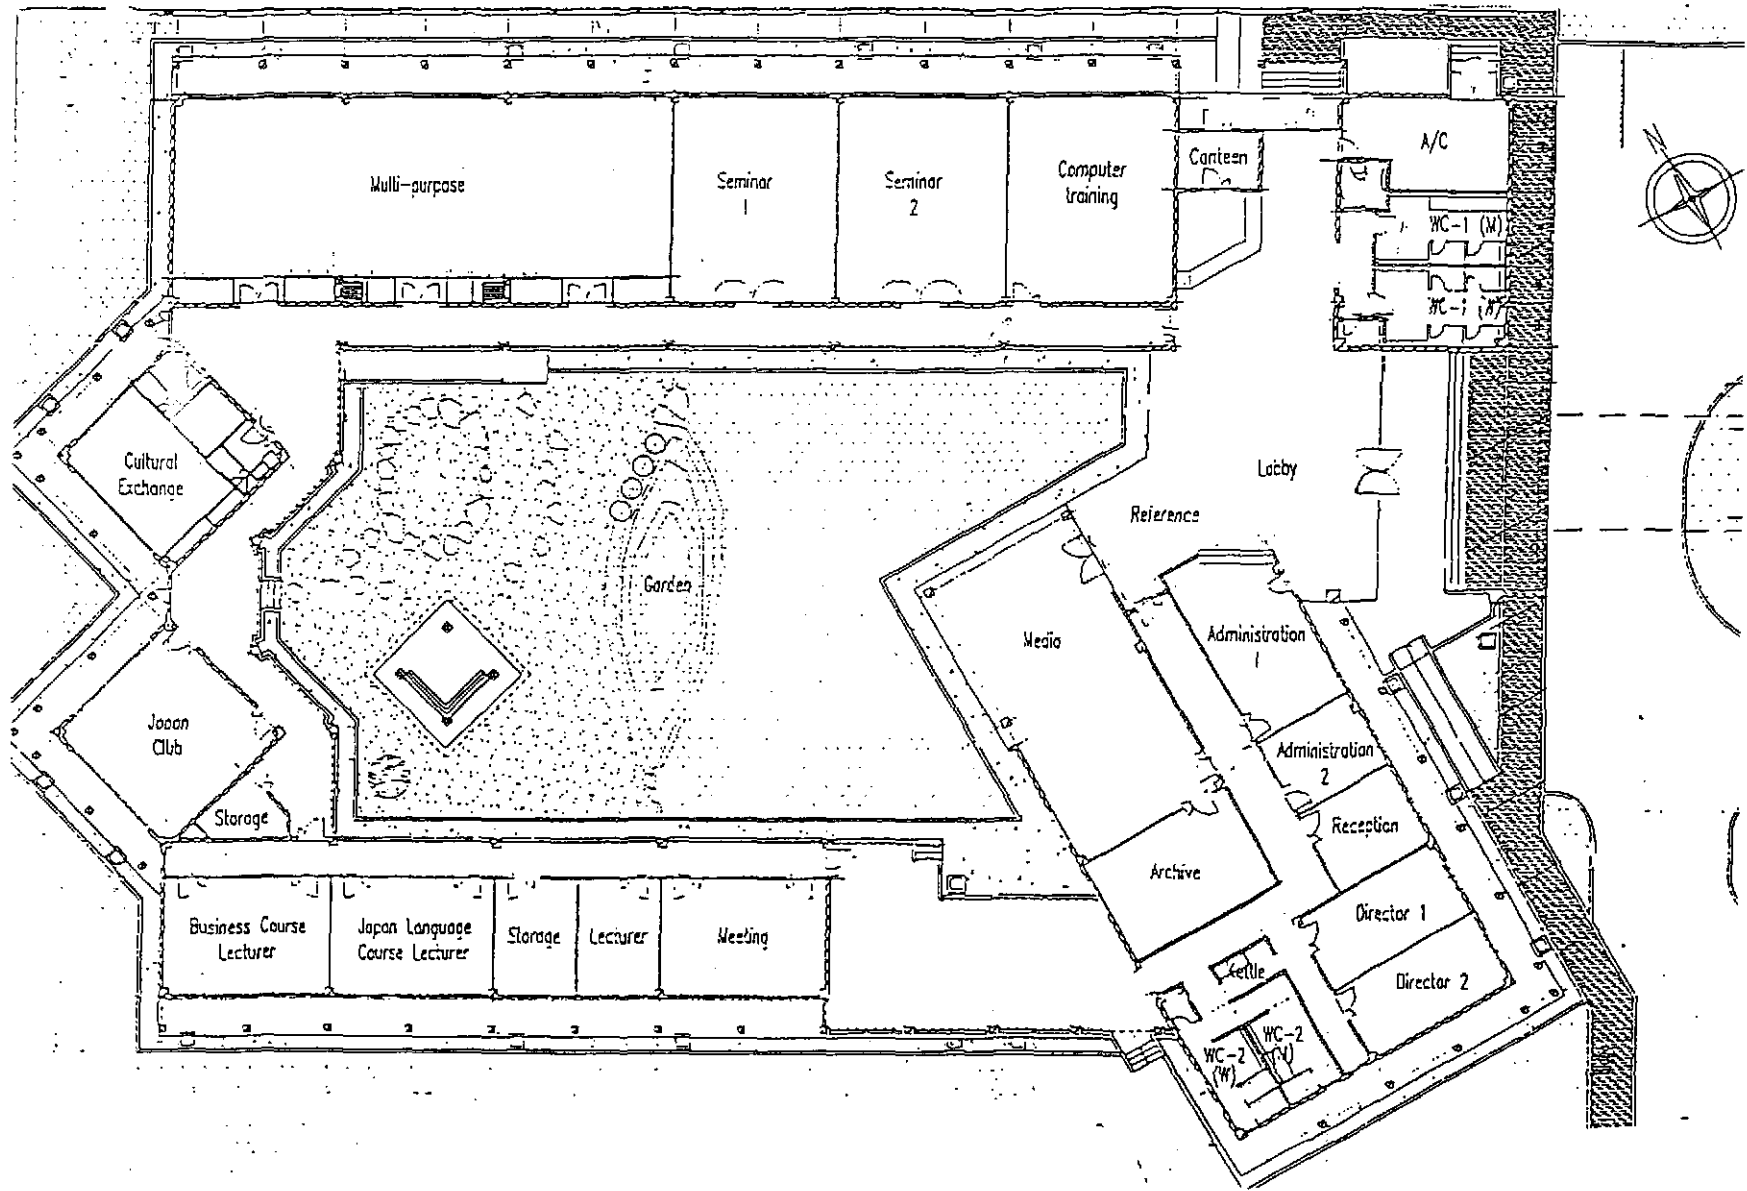 N
A/C
Canteen
Multi-purpose
Seminar
1
Seminar
2
Computer
training
WC-1 (M)
WC-1 (W)
Cultural
Exchange
Lobby
Reference
Garden
Media
Administration
1
Japan
Club
Administration
2
Storage
Reception
Archive
Business Course
Lecturer
Japan Language
Course Lecturer
Storage
Lecturer
Meeting
Director 1
Kettle
Director 2
WC-2
(W)
WC-2
(M)